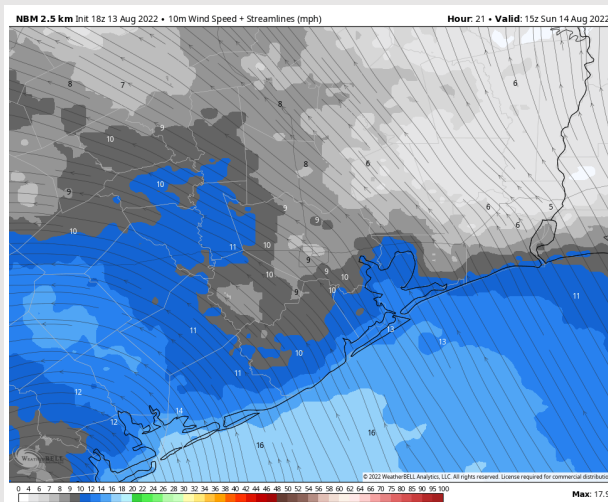 NBM 2.5 km Init 18z 13 Aug 2022 • 10m Wind Speed + Streamlines (mph)
Hour: 21 • Valid: 15z Sun 14 Aug 2022
8 7 6
8
10 9
8 6
10
9
9 6 5
9 6
10
11 10
9 9
10 10
9 10 11
11 13
13
10
11
12
14
12
16 16
WeatherBELL
© 2022 WeatherBELL Analytics, LLC. All rights reserved. License required for commercial distributio
0 4 6 8 10 12 14 16 18 20 22 24 26 28 30 32 34 36 38 40 42 44 46 48 50 52 54 56 58 60 62 64 66 70 75 80 85 90 95 100
Max: 17.5